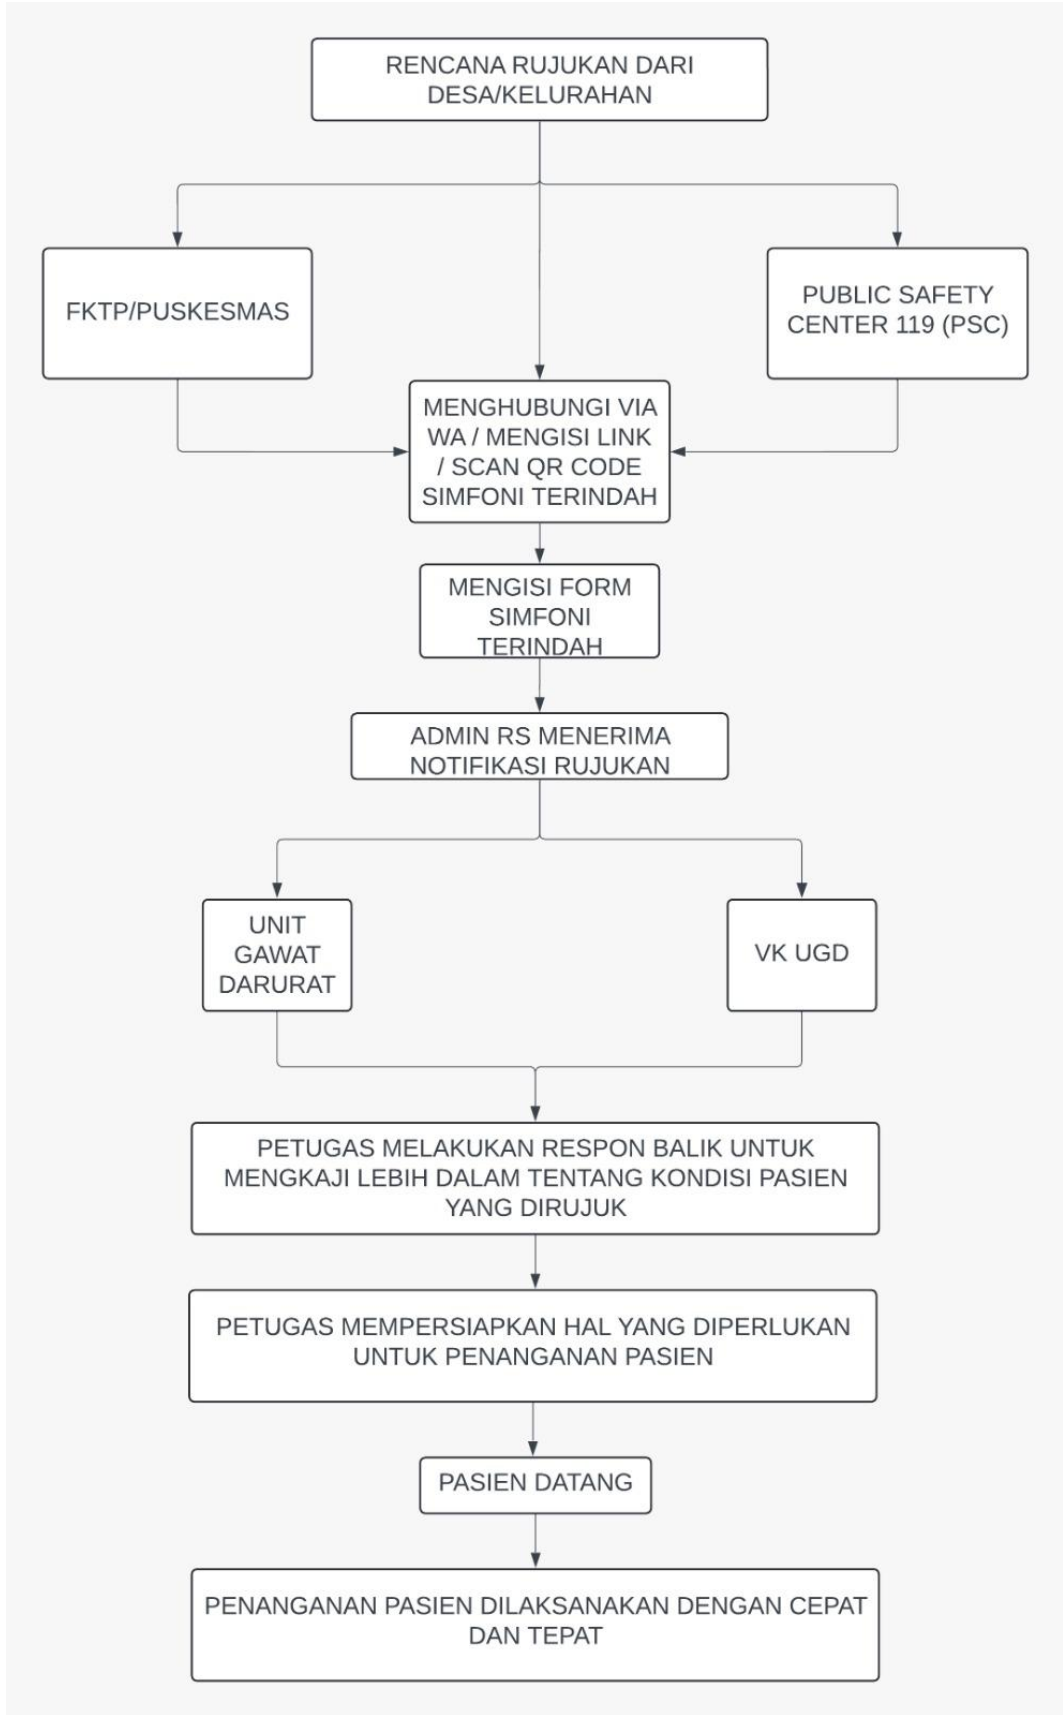 RENCANA RUJUKAN DARI
DESA/KELURAHAN
FKTP/PUSKESMAS
PUBLIC SAFETY
CENTER 119 (PSC)
MENGHUBUNGI VIA
WA / MENGISI LINK
/ SCAN QR CODE
SIMFONI TERINDAH
MENGISI FORM
SIMFONI
TERINDAH
ADMIN RS MENERIMA
NOTIFIKASI RUJUKAN
UNIT
GAWAT
DARURAT
VK UGD
PETUGAS MELAKUKAN RESPON BALIK UNTUK
MENGKAJI LEBIH DALAM TENTANG KONDISI PASIEN
YANG DIRUJUK
PETUGAS MEMPERSIAPKAN HAL YANG DIPERLUKAN
UNTUK PENANGANAN PASIEN
PASIEN DATANG
PENANGANAN PASIEN DILAKSANAKAN DENGAN CEPAT
DAN TEPAT